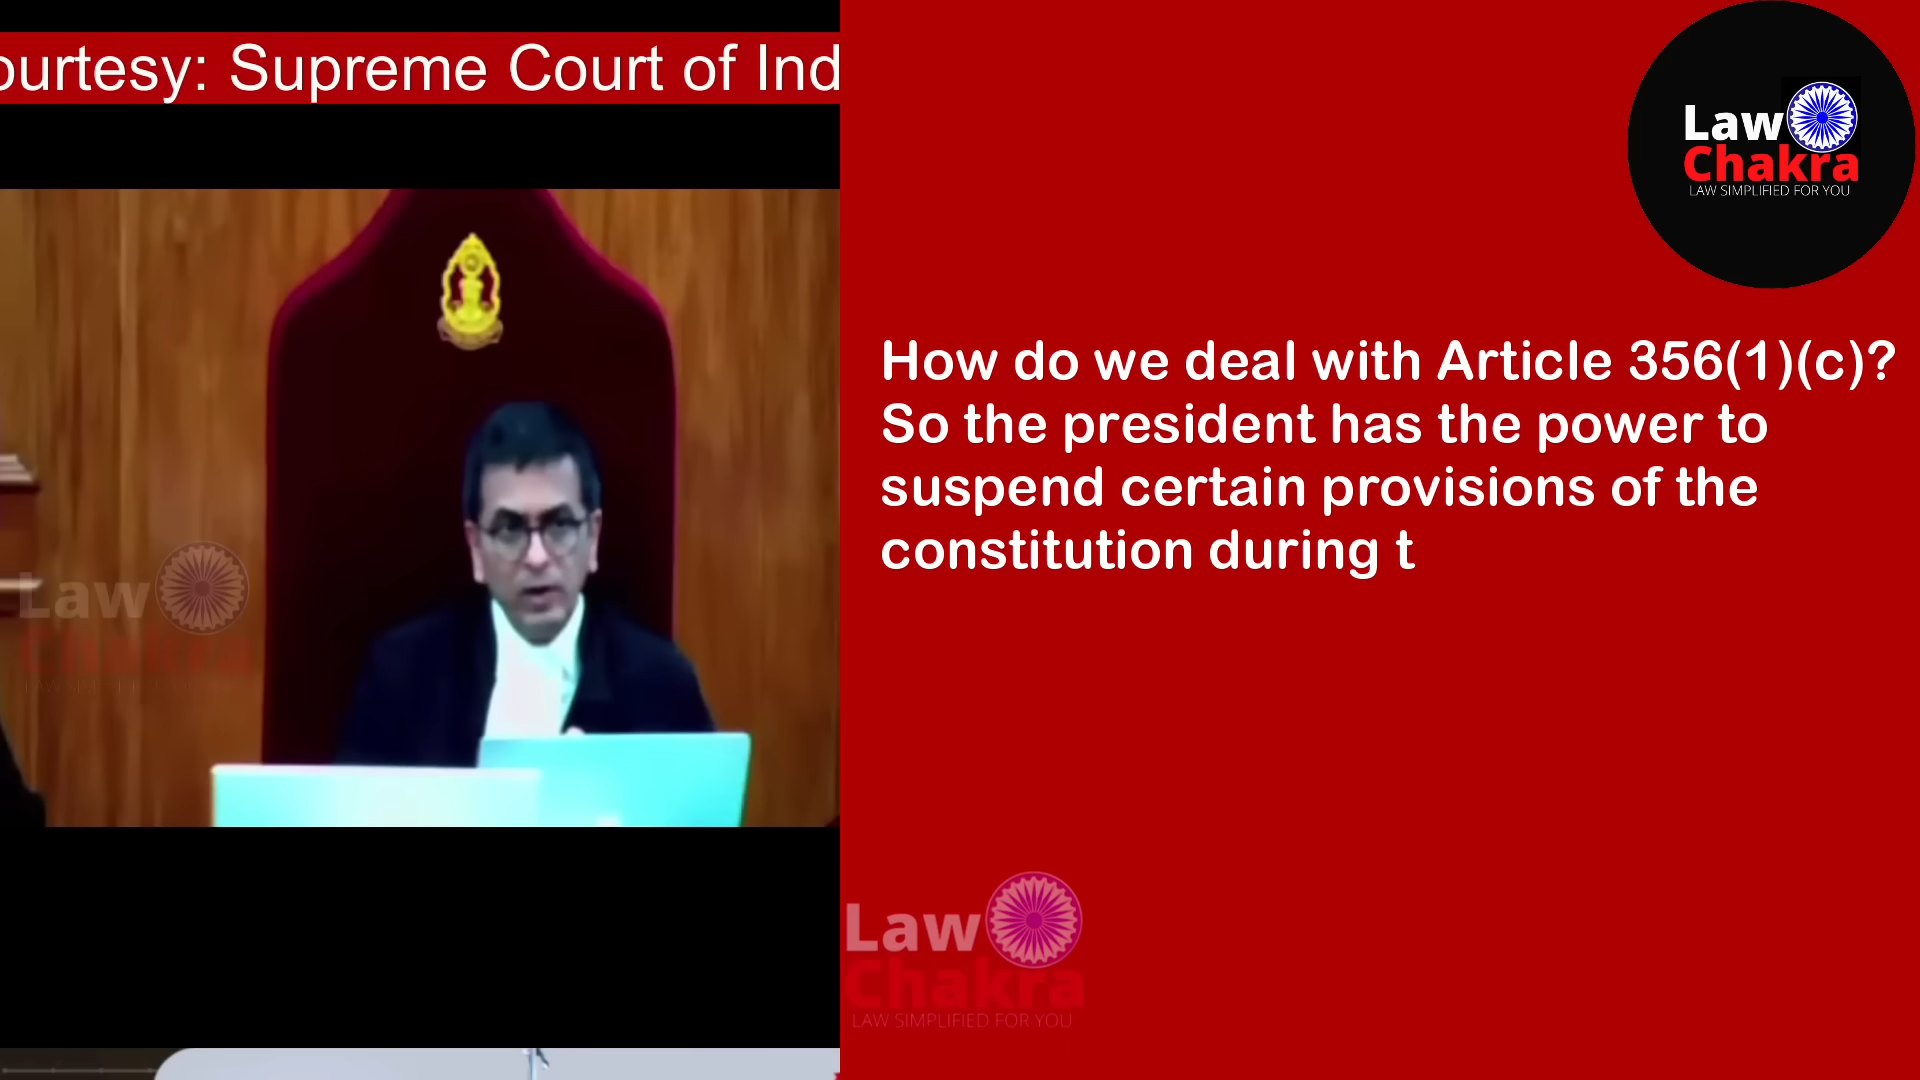 ourtesy: Supreme Court of Ind
Law
Chakra
LAW SIMPLIFIED FOR YOU
How do we deal with Article 356(1)(c)?
So the president has the power to
suspend certain provisions of the
constitution during t
Law
Chakra
Law
Chakra
LAW SIMPLIFIED FOR YOU